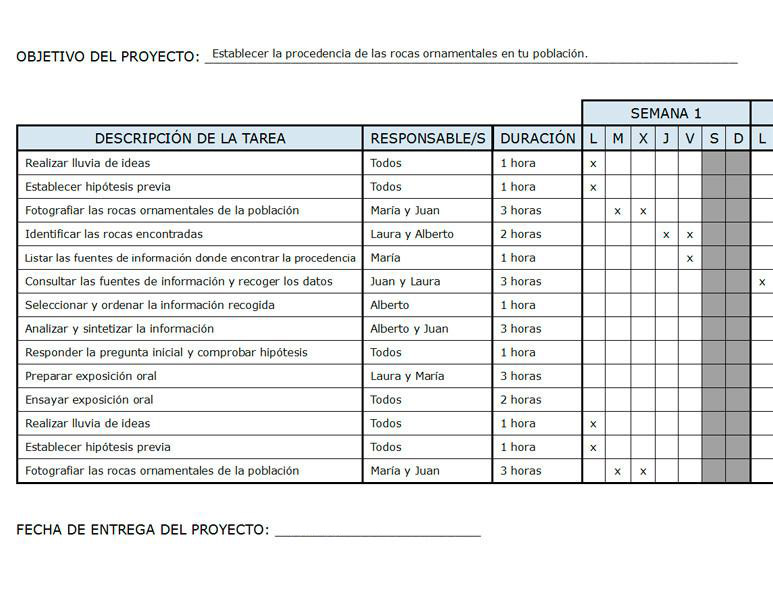 OBJETIVO DEL PROYECTO: Establecer la procedencia de las rocas ornamentales en tu población.
SEMANA 1
DESCRIPCIÓN DE LA TAREA RESPONSABLE/S DURACIÓN L M X J V S D L
Realizar lluvia de ideas Todos 1 hora x
Establecer hipótesis previa Todos 1 hora x
Fotografiar las rocas ornamentales de la población María y Juan 3 horas x x
Identificar las rocas encontradas Laura y Alberto 2 horas x x
Listar las fuentes de información donde encontrar la procedencia María 1 hora x
Consultar las fuentes de información y recoger los datos Juan y Laura 3 horas x
Seleccionar y ordenar la información recogida Alberto 1 hora
Analizar y sintetizar la información Alberto y Juan 3 horas
Responder la pregunta inicial y comprobar hipótesis Todos 1 hora
Preparar exposición oral Laura y María 3 horas
Ensayar exposición oral Todos 2 horas
Realizar lluvia de ideas Todos 1 hora x
Establecer hipótesis previa Todos 1 hora x
Fotografiar las rocas ornamentales de la población María y Juan 3 horas x x
FECHA DE ENTREGA DEL PROYECTO: